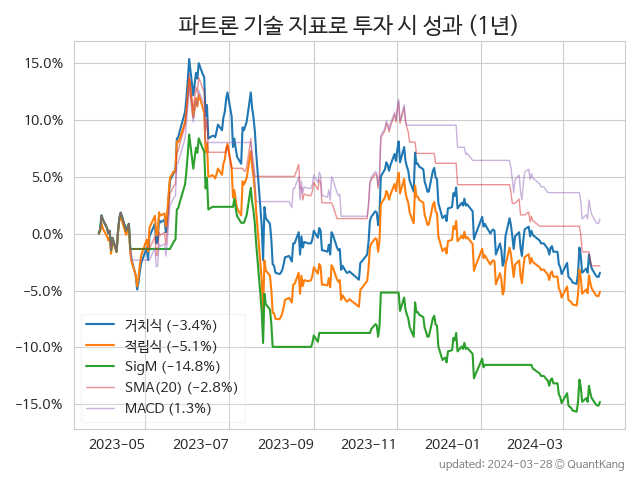 파트론 기술 지표로 투자 시 성과 (1년)
15.0%
10.0%
5.0%
0.0%
−5.0%
−10.0%
−15.0%
거치식 (−3.4%)
적립식 (−5.1%)
SigM (−14.8%)
SMA(20) (−2.8%)
MACD (1.3%)
2023−05 2023−07 2023−09 2023−11 2024−01 2024−03
updated: 2024−03−28 © QuantKang